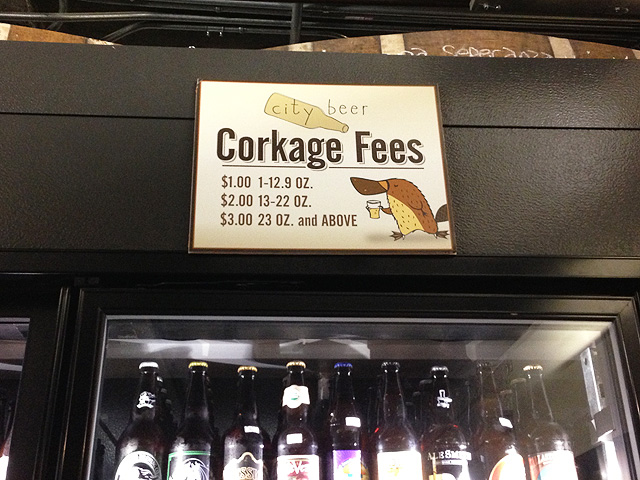 city beer
Corkage Fees
$1.00 1-12.9 OZ.
$2.00 13-22 OZ.
$3.00 23 OZ. and ABOVE
ALESMITH